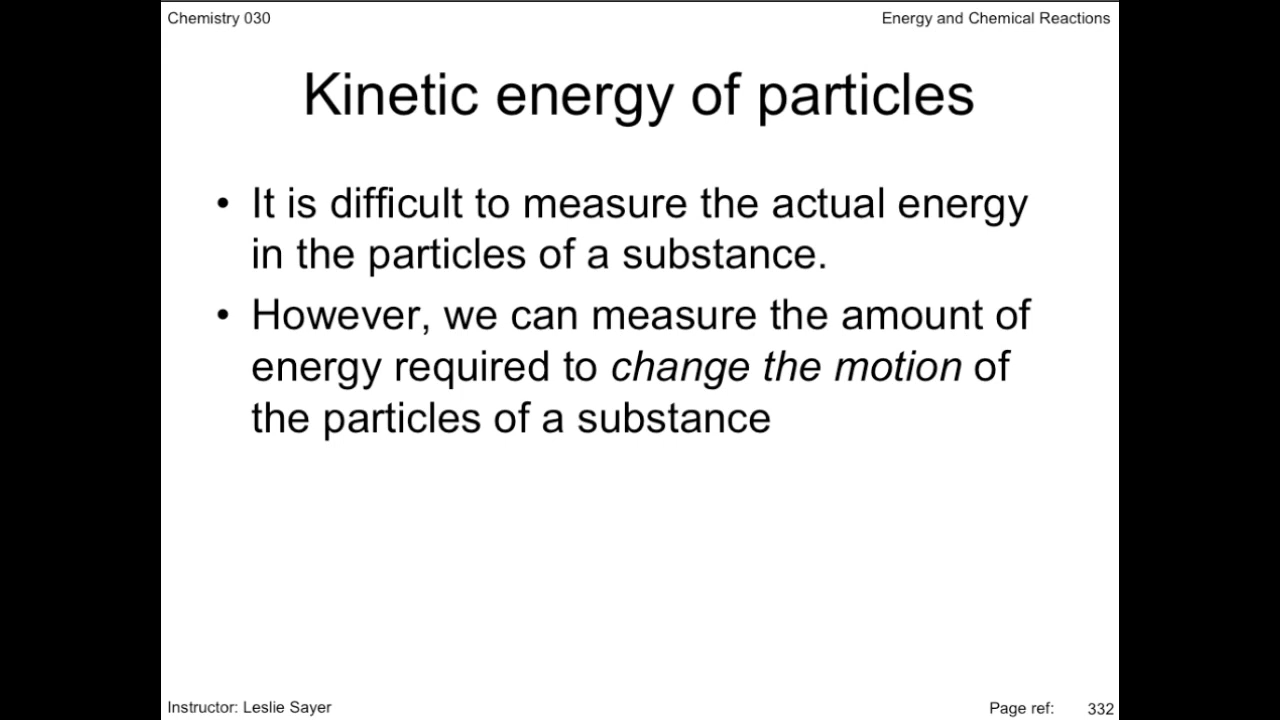 Chemistry 030
Energy and Chemical Reactions
Kinetic energy of particles
• It is difficult to measure the actual energy
in the particles of a substance.
• However, we can measure the amount of
energy required to change the motion of
the particles of a substance
Instructor: Leslie Sayer
Page ref: 332